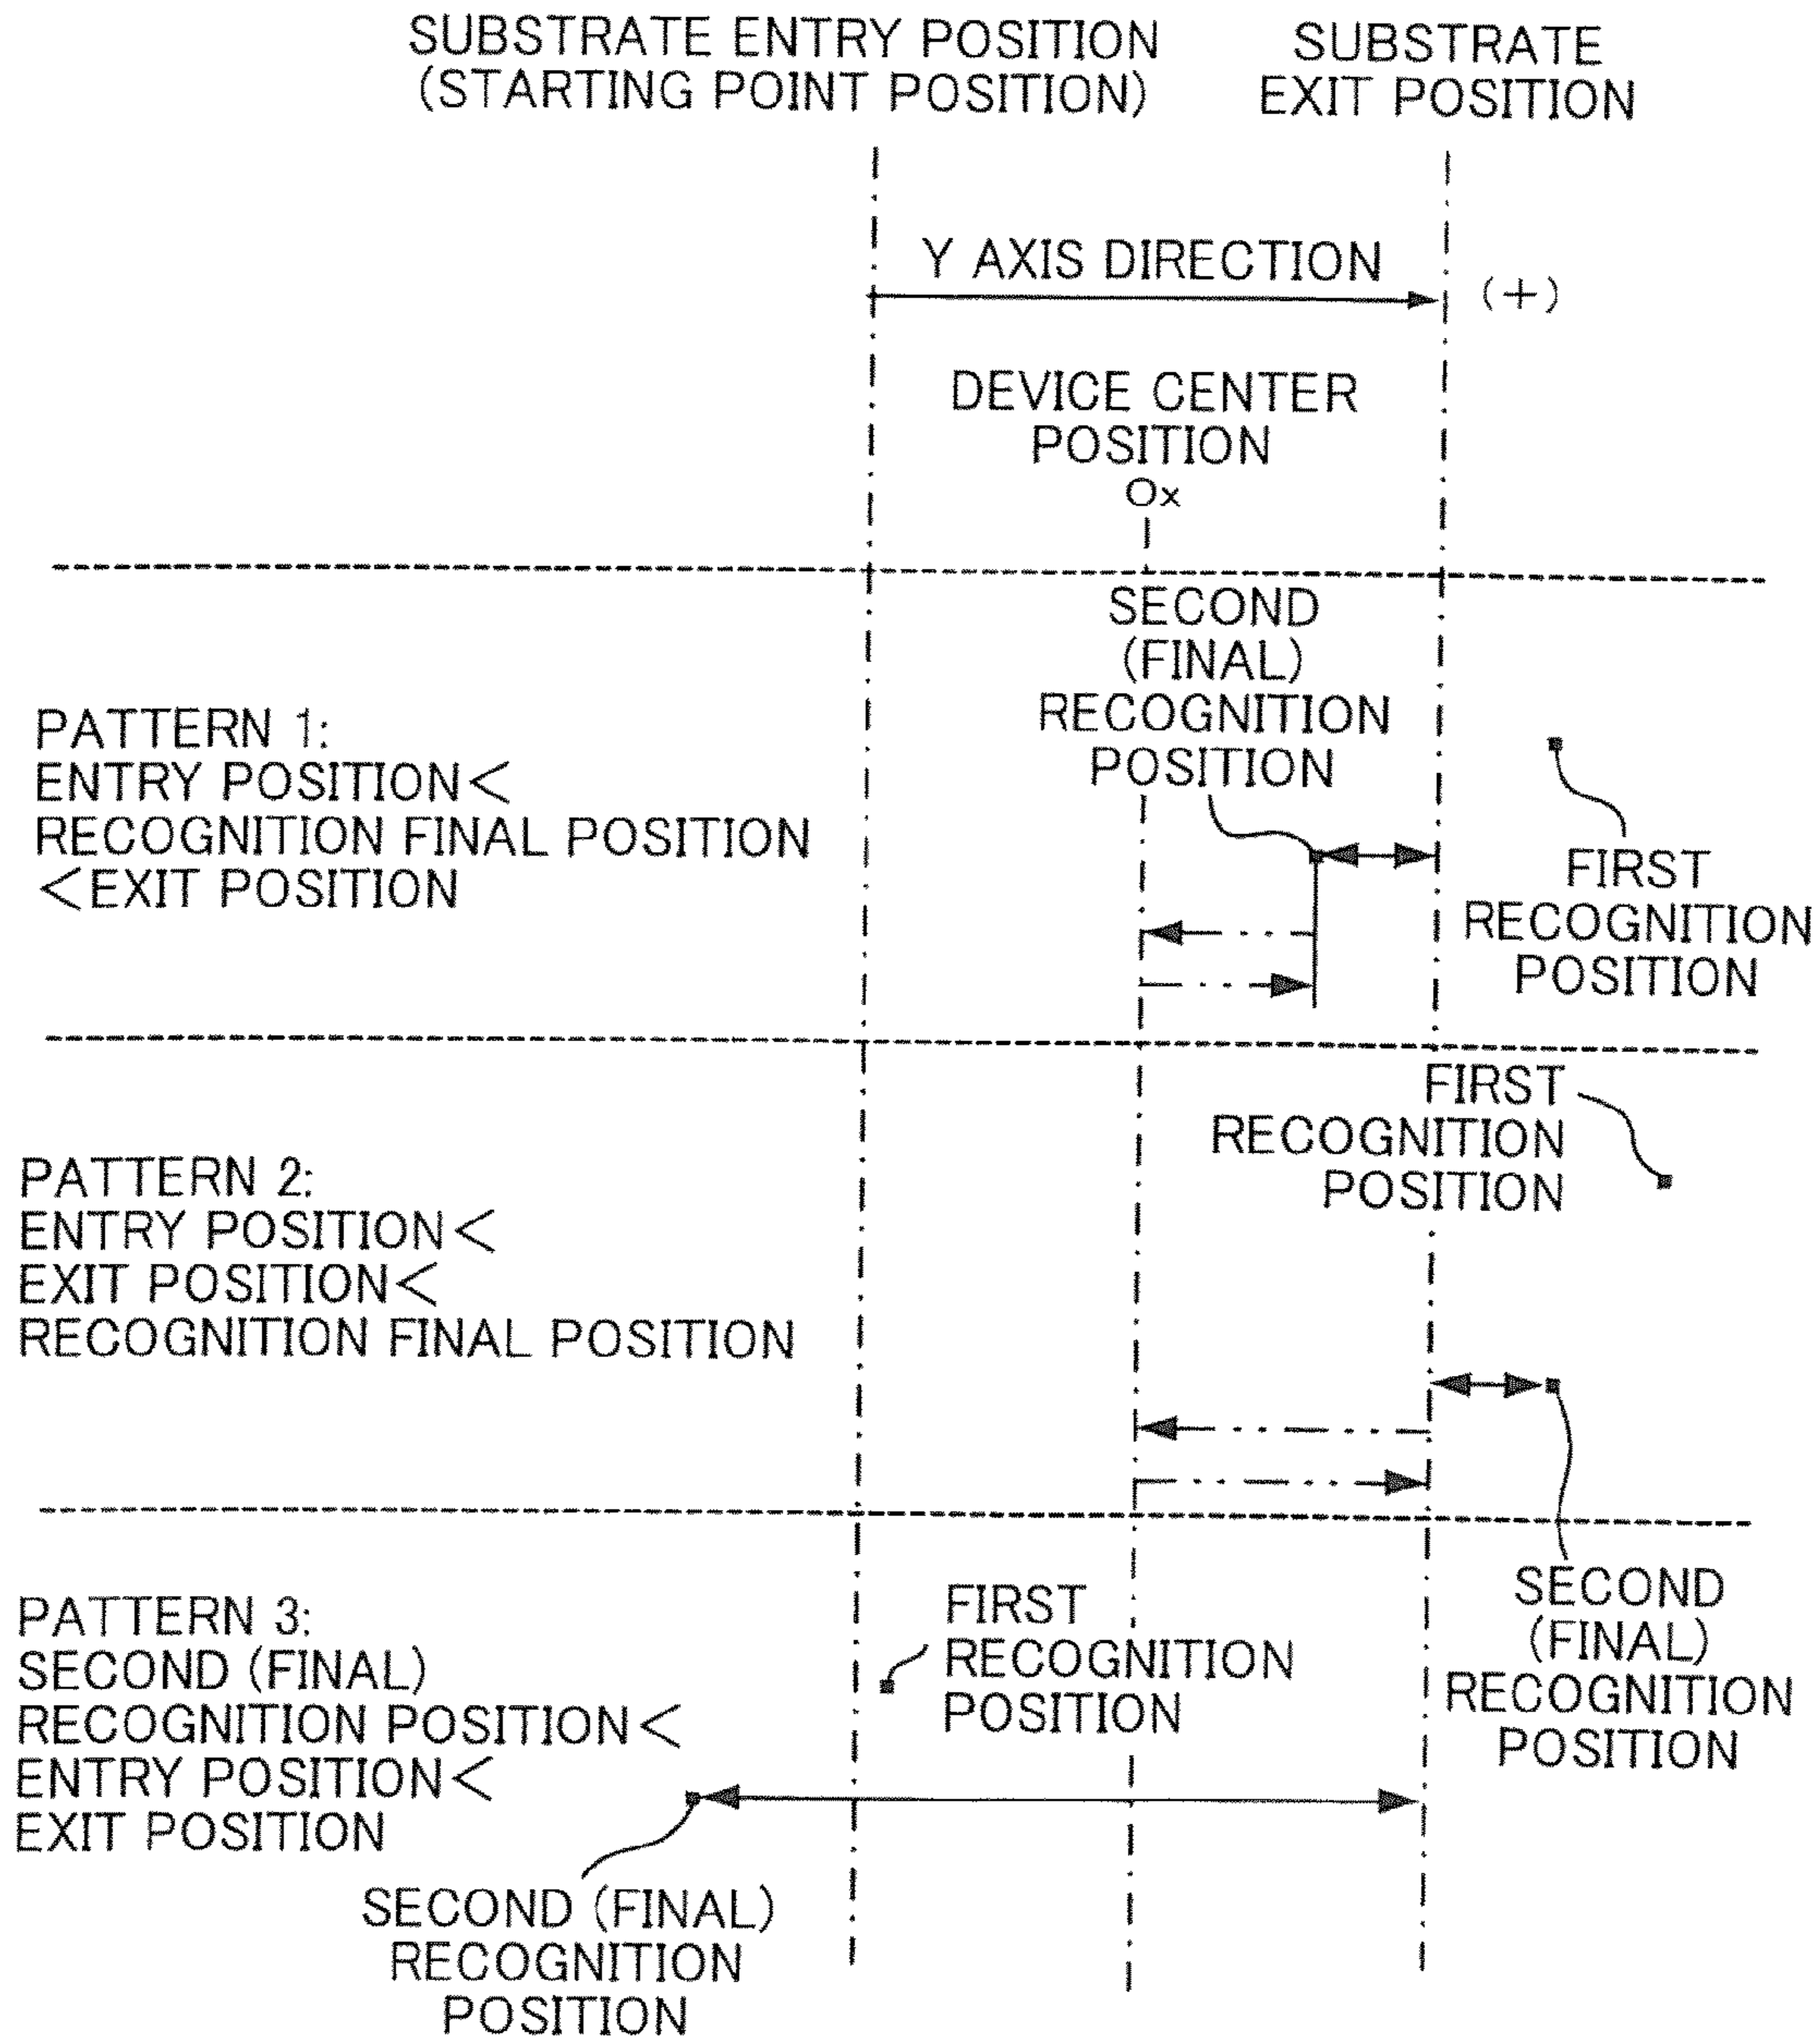 SUBSTRATE ENTRY POSITION
(STARTING POINT POSITION)
SUBSTRATE
EXIT POSITION
Y AXIS DIRECTION
(+)
DEVICE CENTER
POSITION
Ox
SECOND
(FINAL)
RECOGNITION
POSITION
PATTERN 1:
ENTRY POSITION<
RECOGNITION FINAL POSITION
<EXIT POSITION
FIRST
RECOGNITION
POSITION
FIRST
RECOGNITION
POSITION
PATTERN 2:
ENTRY POSITION<
EXIT POSITION<
RECOGNITION FINAL POSITION
SECOND
(FINAL)
RECOGNITION
POSITION
PATTERN 3:
SECOND (FINAL)
RECOGNITION POSITION<
ENTRY POSITION<
EXIT POSITION
FIRST
RECOGNITION
POSITION
SECOND (FINAL)
RECOGNITION
POSITION